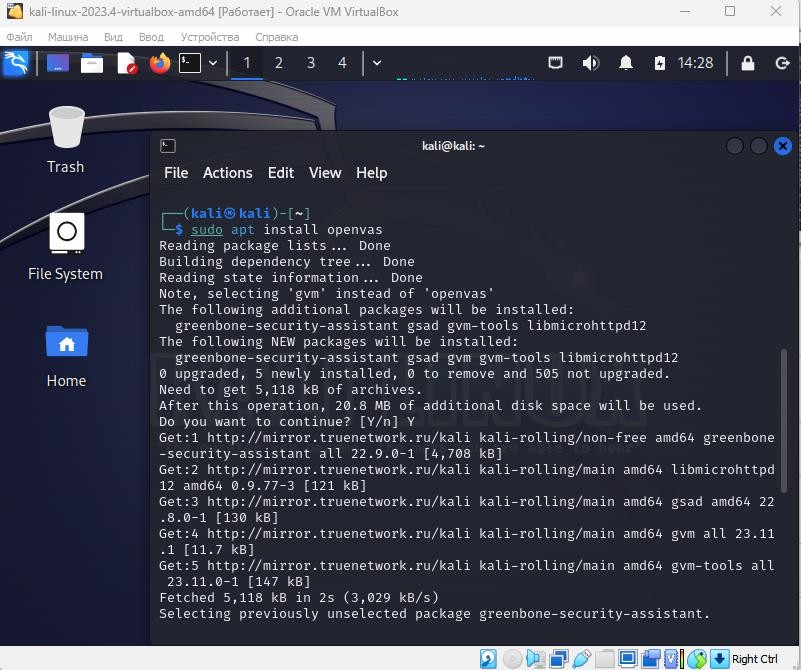 kali-linux-2023.4-virtualbox-amd64 [Работает] - Oracle VM VirtualBox
Файл Машина Вид Ввод Устройства Справка
1 2 3 4 14:28
Trash
File System
Home
kali@kali: ~
File Actions Edit View Help
┌──(kali㉿kali)-[~]
└─$ sudo apt install openvas
Reading package lists... Done
Building dependency tree... Done
Reading state information... Done
Note, selecting 'gvm' instead of 'openvas'
The following additional packages will be installed:
greenbone-security-assistant gsad gvm-tools libmicrohttpd12
The following NEW packages will be installed:
greenbone-security-assistant gsad gvm gvm-tools libmicrohttpd12
0 upgraded, 5 newly installed, 0 to remove and 505 not upgraded.
Need to get 5,118 kB of archives.
After this operation, 20.8 MB of additional disk space will be used.
Do you want to continue? [Y/n] Y
Get:1 http://mirror.truenetwork.ru/kali kali-rolling/non-free amd64 greenbone
-security-assistant all 22.9.0-1 [4,708 kB]
Get:2 http://mirror.truenetwork.ru/kali kali-rolling/main amd64 libmicrohttpd
12 amd64 0.9.77-3 [121 kB]
Get:3 http://mirror.truenetwork.ru/kali kali-rolling/main amd64 gsad amd64 22
.8.0-1 [130 kB]
Get:4 http://mirror.truenetwork.ru/kali kali-rolling/main amd64 gvm all 23.11
.1 [11.7 kB]
Get:5 http://mirror.truenetwork.ru/kali kali-rolling/main amd64 gvm-tools all
23.11.0-1 [147 kB]
Fetched 5,118 kB in 2s (3,029 kB/s)
Selecting previously unselected package greenbone-security-assistant.
Right Ctrl